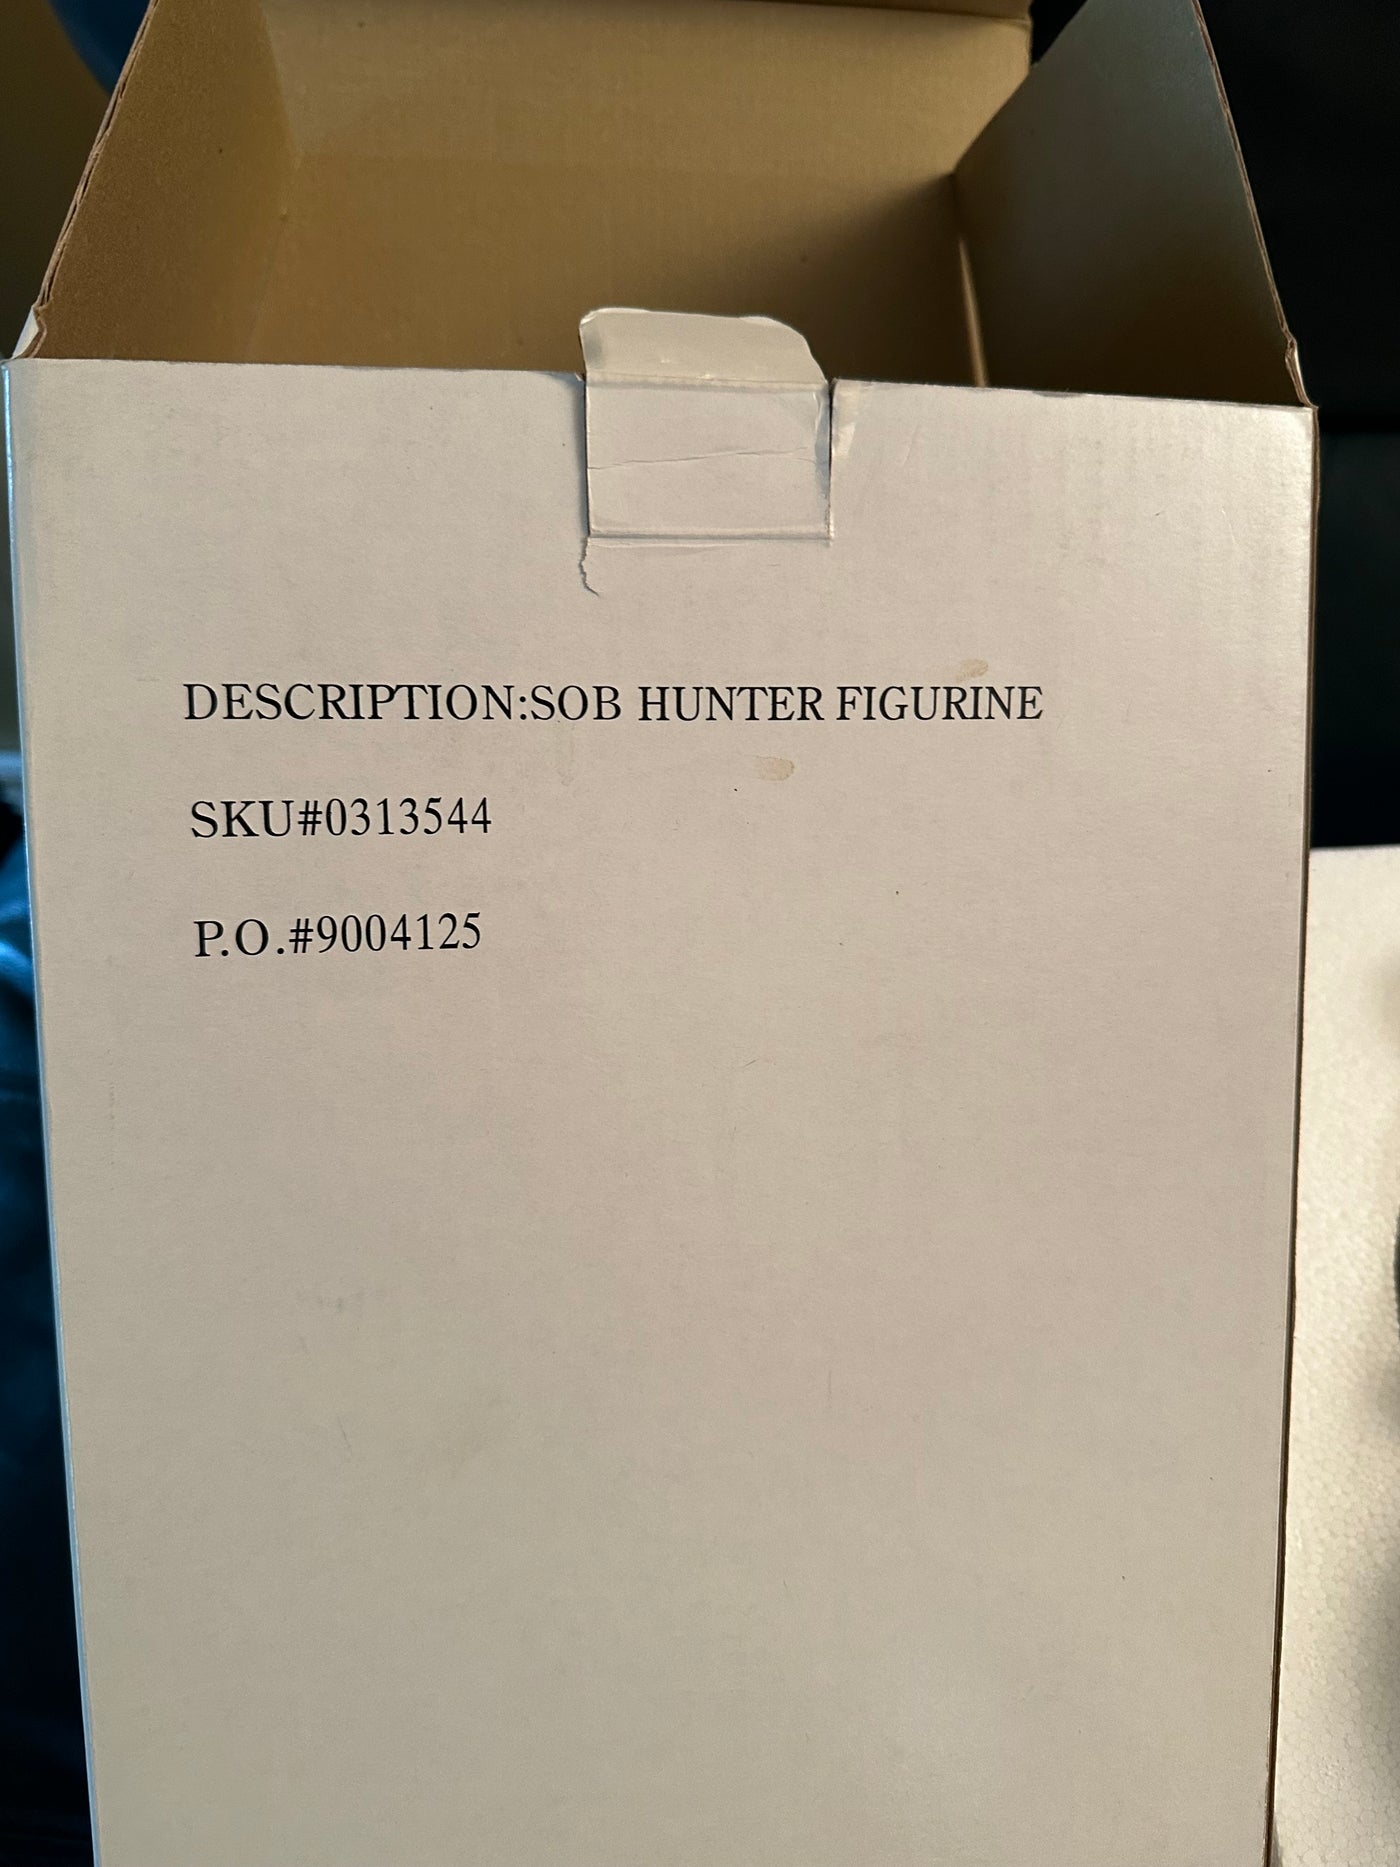 DESCRIPTION:SOB HUNTER FIGURINE
SKU#0313544
P.O.#9004125